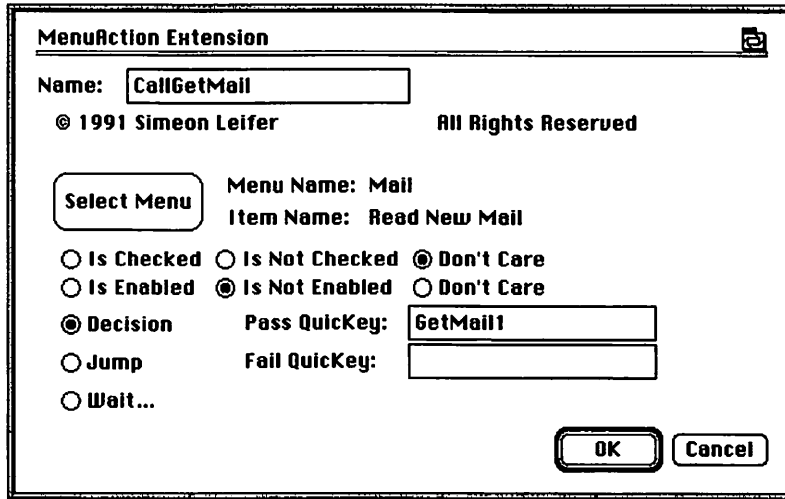 MenuAction Extension
Name: CallGetMail
© 1991 Simeon Leifer All Rights Reserved
Select Menu
Menu Name: Mail
Item Name: Read New Mail
Is Checked Is Not Checked Don't Care
Is Enabled Is Not Enabled Don't Care
Decision Pass QuicKey: GetMail1
Jump Fail QuicKey:
Wait...
OK Cancel